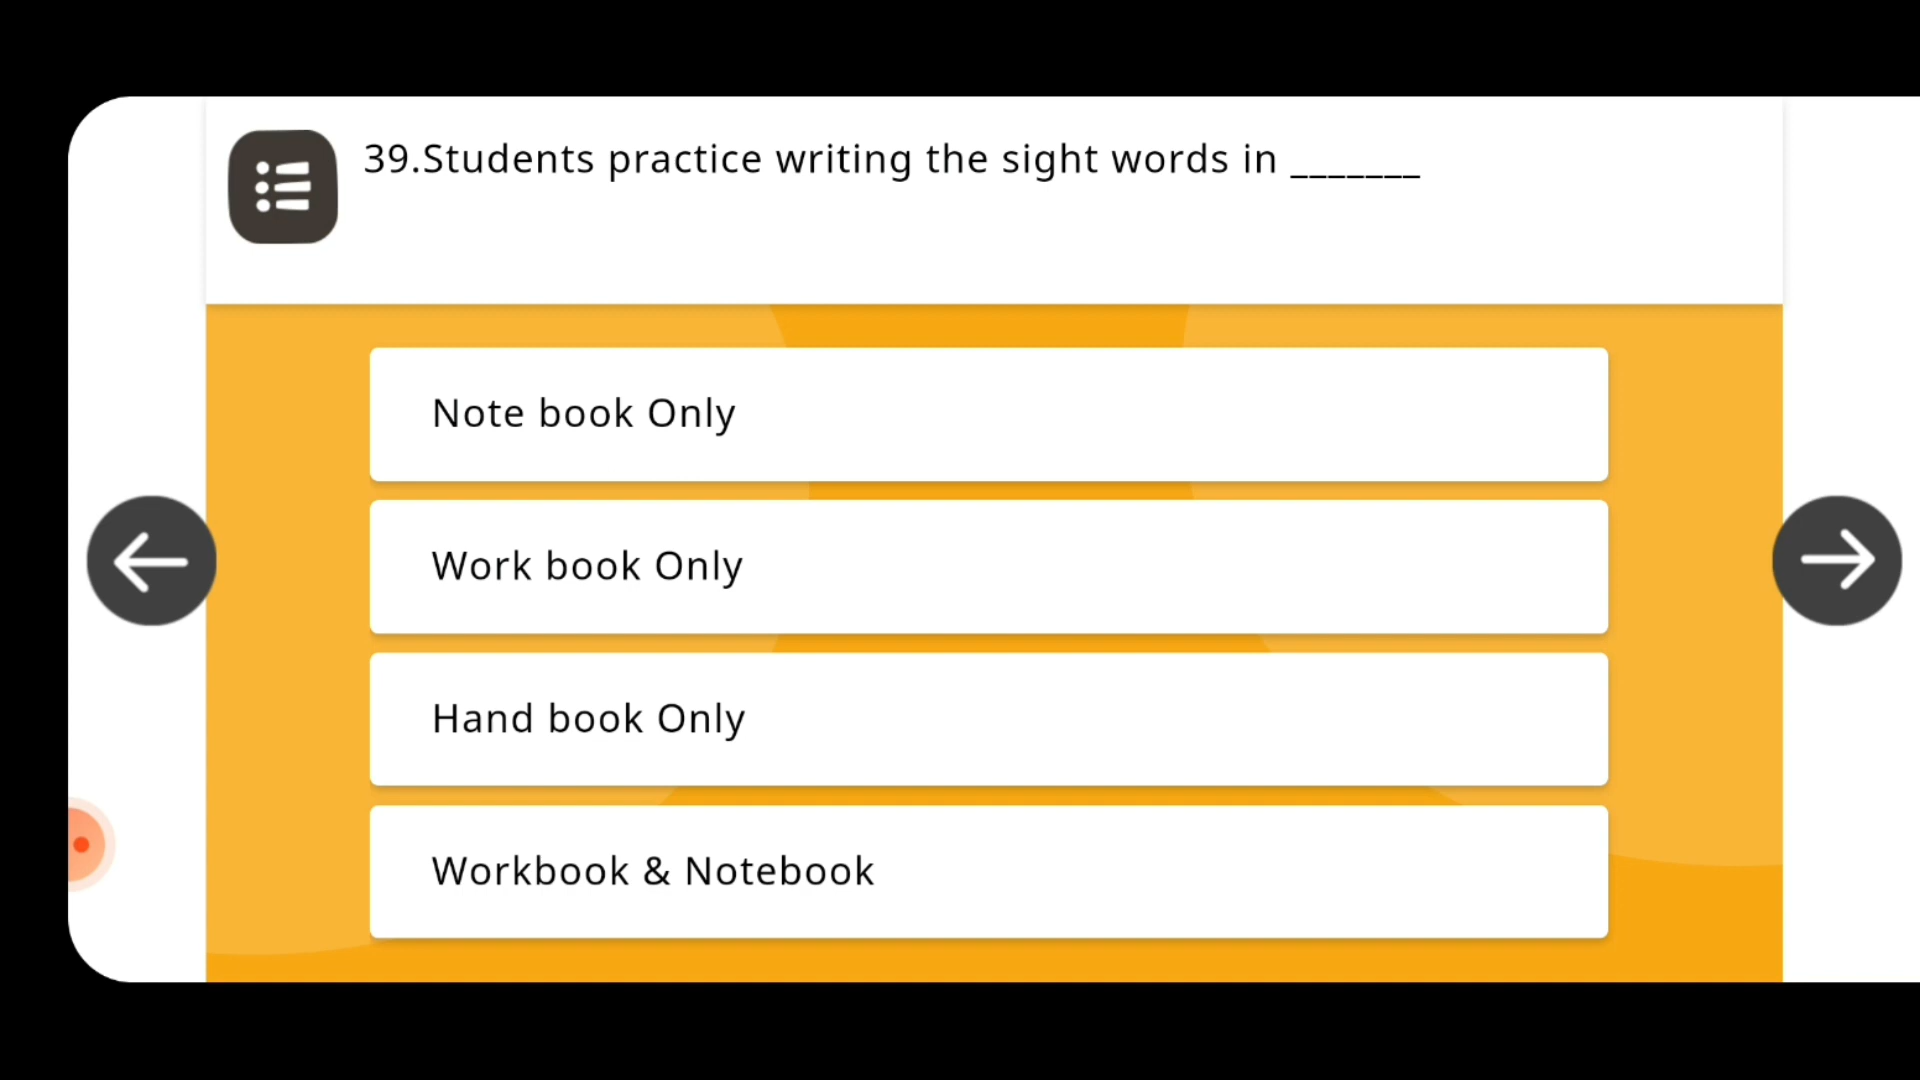 39.Students practice writing the sight words in _______
Note book Only
Work book Only
Hand book Only
Workbook & Notebook